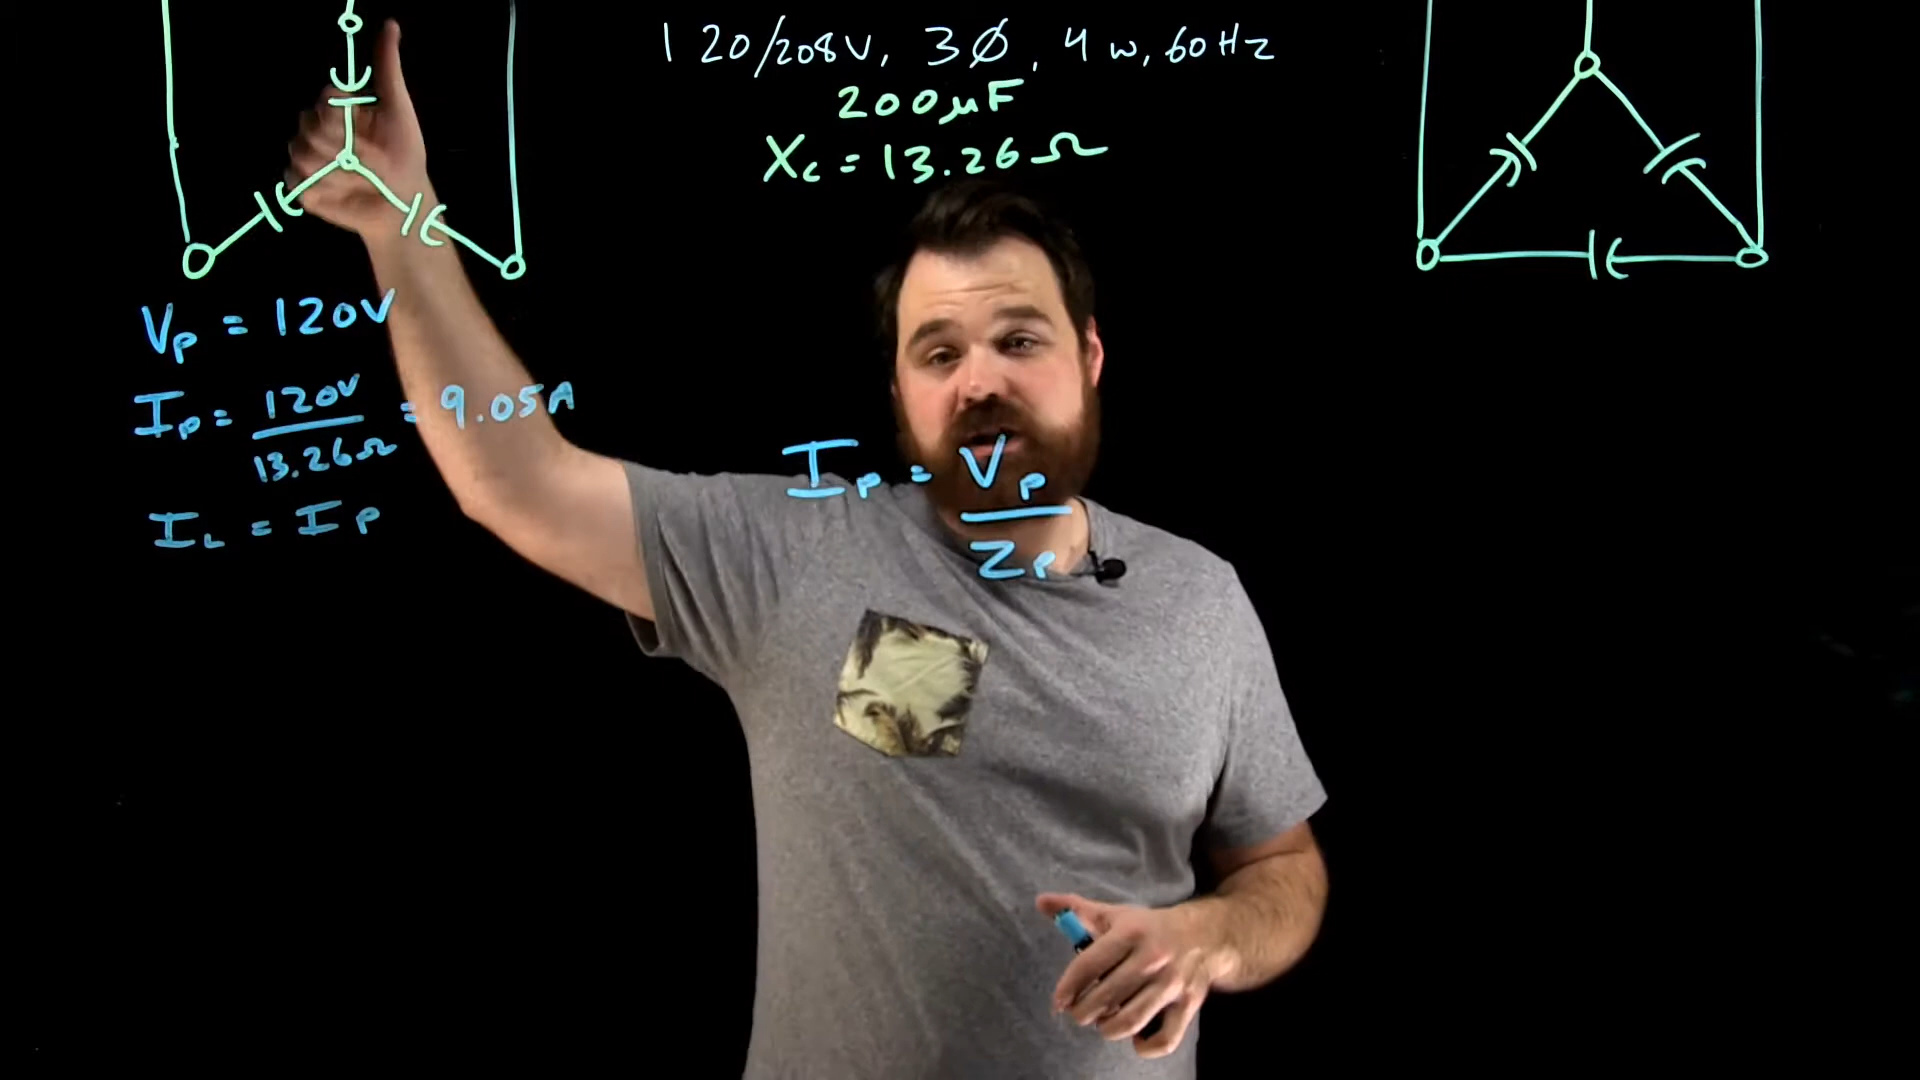 120/208V, 3Ø, 4w, 60Hz
200µF
Xc = 13.26Ω
Vp = 120V
Ip = 120V / 13.26Ω = 9.05A
IL = Ip
Ip = Vp / Zp